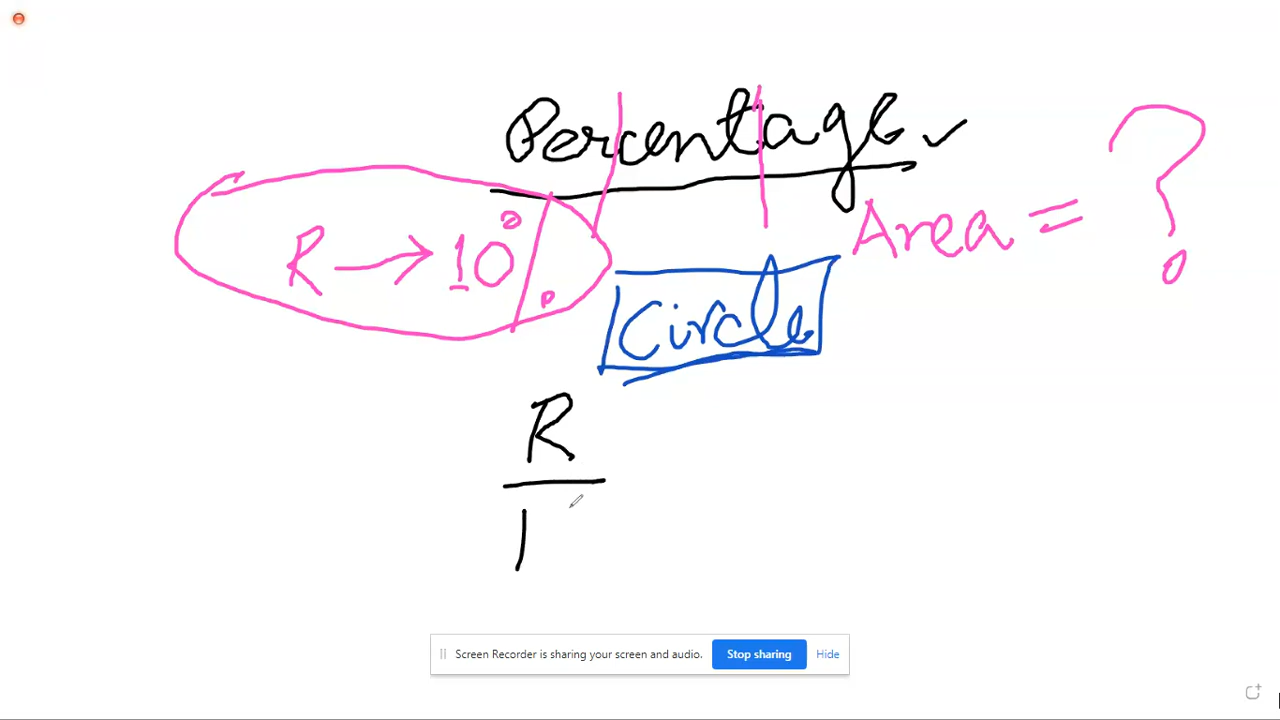 Percentage ✓
R → 10%
Area = ?
Circle
R
1
Screen Recorder is sharing your screen and audio. Stop sharing Hide